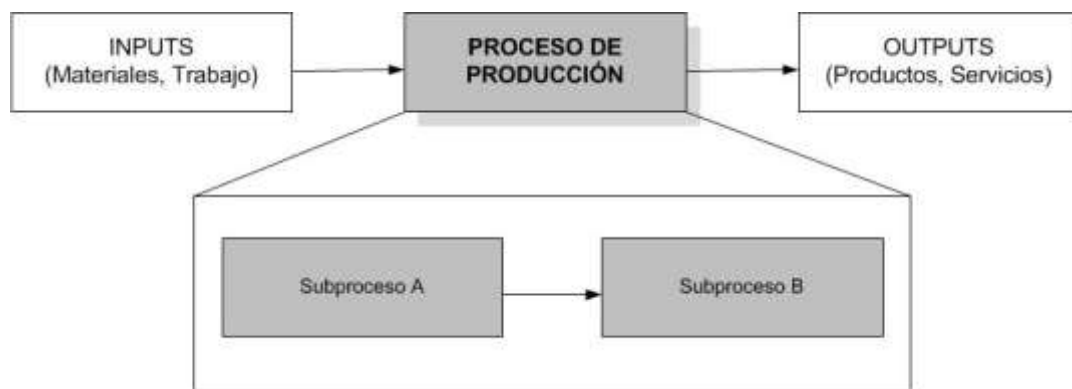 INPUTS
(Materiales, Trabajo)
PROCESO DE
PRODUCCIÓN
OUTPUTS
(Productos, Servicios)
Subproceso A
Subproceso B